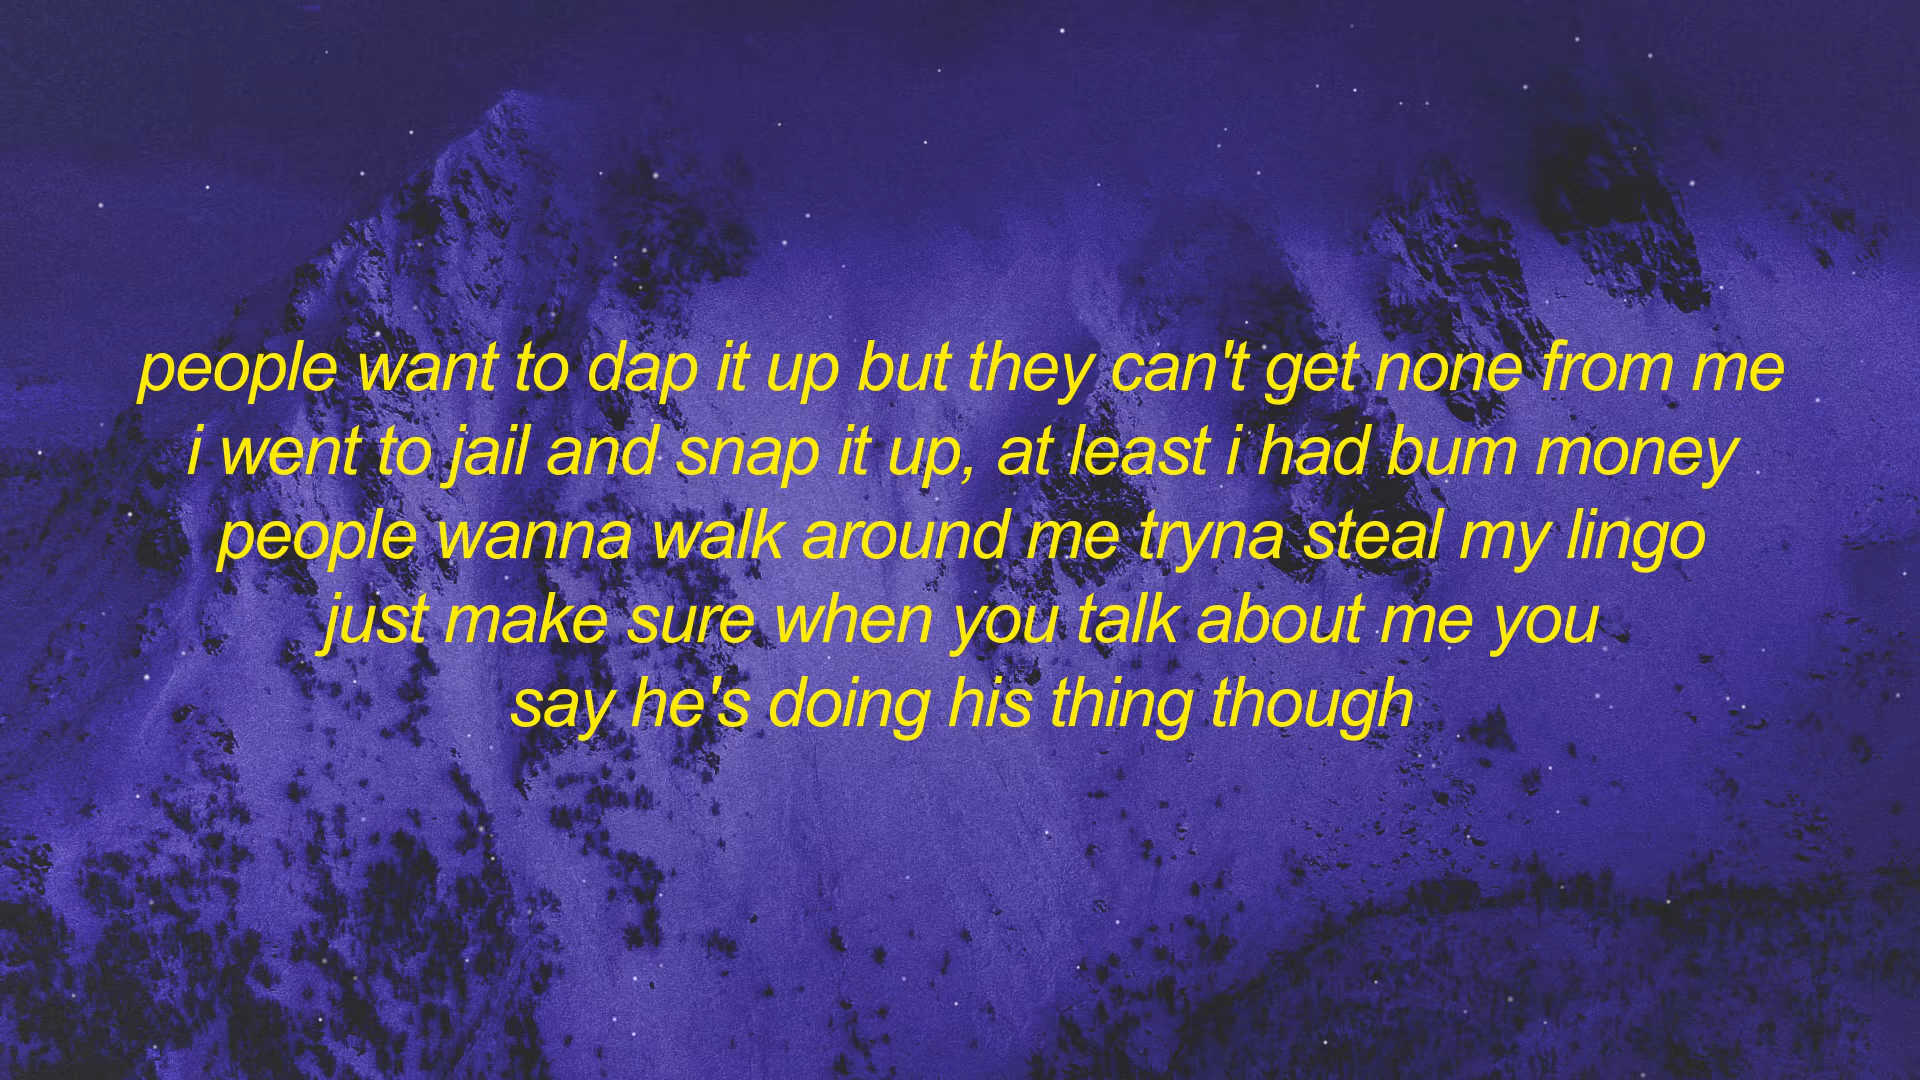 people want to dap it up but they can't get none from me
i went to jail and snap it up, at least i had bum money
people wanna walk around me tryna steal my lingo
just make sure when you talk about me you
say he's doing his thing though